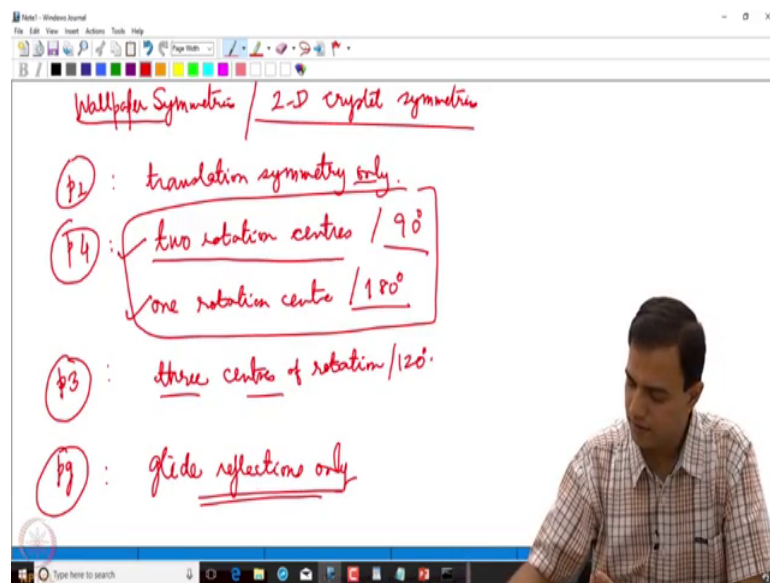 Note1 - Windows Journal
File Edit View Insert Actions Tools Help
Page Width
B I
Wallpaper Symmetries / 2-D crystal symmetries
p1 : translation symmetry only.
p4 : two rotation centres / 90°
one rotation centre / 180°
p3 : three centres of rotation / 120°.
pg : glide reflections only
Type here to search